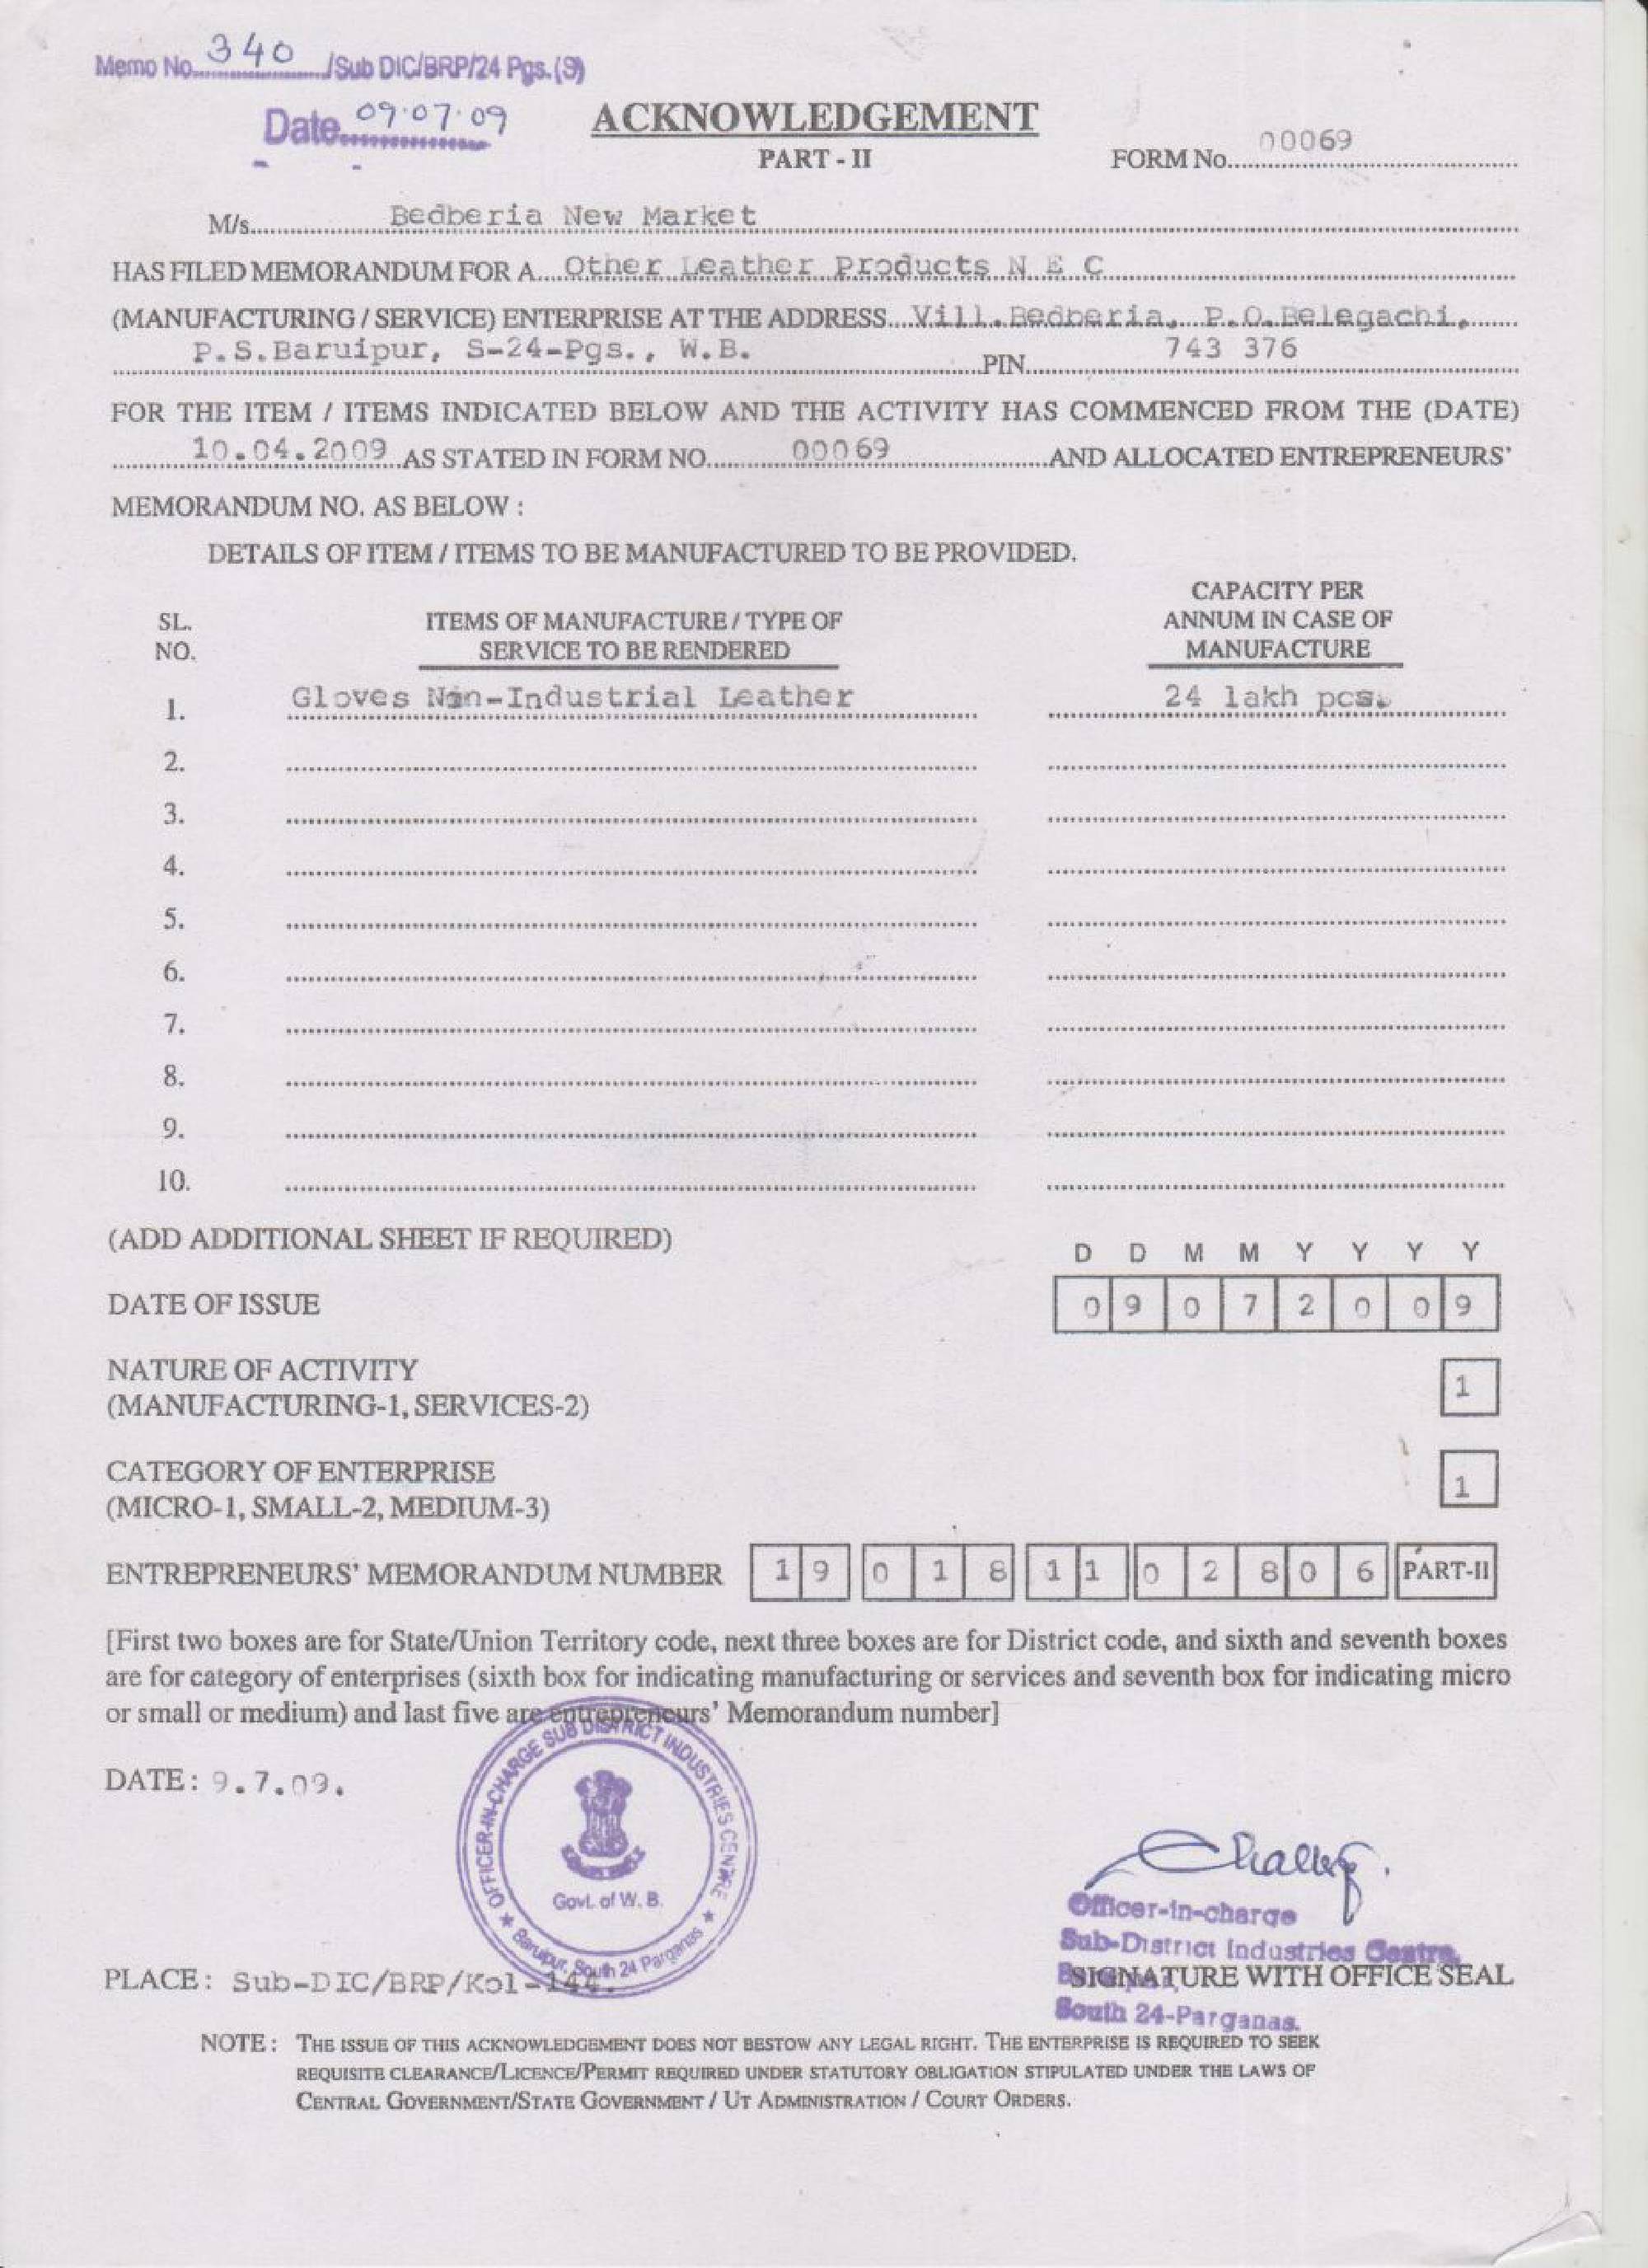 Memo No. 340 /Sub DIC/BRP/24 Pgs.(S)
Date 09.07.09
ACKNOWLEDGEMENT
PART - II
FORM No. 00069
M/s. Bedberia New Market
HAS FILED MEMORANDUM FOR A Other Leather Products N E C
(MANUFACTURING / SERVICE) ENTERPRISE AT THE ADDRESS Vill.Bedberia, P.O.Belegachi,
P.S.Baruipur, S-24-Pgs., W.B. PIN 743 376
FOR THE ITEM / ITEMS INDICATED BELOW AND THE ACTIVITY HAS COMMENCED FROM THE (DATE)
10.04.2009 AS STATED IN FORM NO. 00069 AND ALLOCATED ENTREPRENEURS'
MEMORANDUM NO. AS BELOW :
DETAILS OF ITEM / ITEMS TO BE MANUFACTURED TO BE PROVIDED.
SL. NO.
ITEMS OF MANUFACTURE / TYPE OF
SERVICE TO BE RENDERED
CAPACITY PER
ANNUM IN CASE OF
MANUFACTURE
1. Gloves Non-Industrial Leather 24 lakh pcs.
2.
3.
4.
5.
6.
7.
8.
9.
10.
(ADD ADDITIONAL SHEET IF REQUIRED)
D D M M Y Y Y Y
DATE OF ISSUE 0 9 0 7 2 0 0 9
NATURE OF ACTIVITY
(MANUFACTURING-1, SERVICES-2) 1
CATEGORY OF ENTERPRISE
(MICRO-1, SMALL-2, MEDIUM-3) 1
ENTREPRENEURS' MEMORANDUM NUMBER 1 9 0 1 8 1 1 0 2 8 0 6 PART-II
[First two boxes are for State/Union Territory code, next three boxes are for District code, and sixth and seventh boxes
are for category of enterprises (sixth box for indicating manufacturing or services and seventh box for indicating micro
or small or medium) and last five are entrepreneurs' Memorandum number]
DATE : 9.7.09.
OFFICER-IN-CHARGE SUB DISTRICT INDUSTRIES CENTRE
Govt. of W. B.
Baruipur, South 24 Parganas
Officer-in-charge
Sub-District Industries Centre,
PLACE : Sub-DIC/BRP/Kol-144.
SIGNATURE WITH OFFICE SEAL
South 24-Parganas.
NOTE : THE ISSUE OF THIS ACKNOWLEDGEMENT DOES NOT BESTOW ANY LEGAL RIGHT. THE ENTERPRISE IS REQUIRED TO SEEK
REQUISITE CLEARANCE/LICENCE/PERMIT REQUIRED UNDER STATUTORY OBLIGATION STIPULATED UNDER THE LAWS OF
CENTRAL GOVERNMENT/STATE GOVERNMENT / UT ADMINISTRATION / COURT ORDERS.